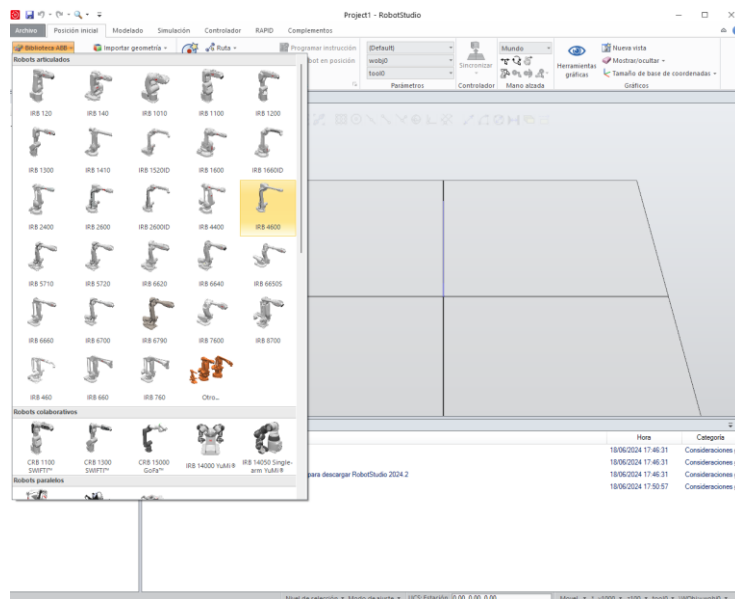 Project1 - RobotStudio
Archivo Posición inicial Modelado Simulación Controlador RAPID Complementos
Biblioteca ABB Importar geometría Ruta Programar instrucción (Default) Mundo Nueva vista
bot en posición wobj0 Sincronizar Herramientas gráficas Mostrar/ocultar
tool0 Tamaño de base de coordenadas
Parámetros Controlador Mano alzada Gráficos
Robots articulados
IRB 120 IRB 140 IRB 1010 IRB 1100 IRB 1200
IRB 1300 IRB 1410 IRB 1520ID IRB 1600 IRB 1660ID
IRB 2400 IRB 2600 IRB 2600ID IRB 4400 IRB 4600
IRB 5710 IRB 5720 IRB 6620 IRB 6640 IRB 6650S
IRB 6660 IRB 6700 IRB 6790 IRB 7600 IRB 8700
IRB 460 IRB 660 IRB 760 Otro...
Robots colaborativos
CRB 1100 SWIFTI™ CRB 1300 SWIFTI™ CRB 15000 GoFa™ IRB 14000 YuMi® IRB 14050 Single-arm YuMi®
Robots paralelos
Hora Categoría
18/06/2024 17:46:31 Consideraciones
18/06/2024 17:46:31 Consideraciones
para descargar RobotStudio 2024.2 18/06/2024 17:46:31 Consideraciones
18/06/2024 17:50:57 Consideraciones
Nivel de selección Modo de ajuste UCS:Estación 0.00 0.00 0.00 MoveL